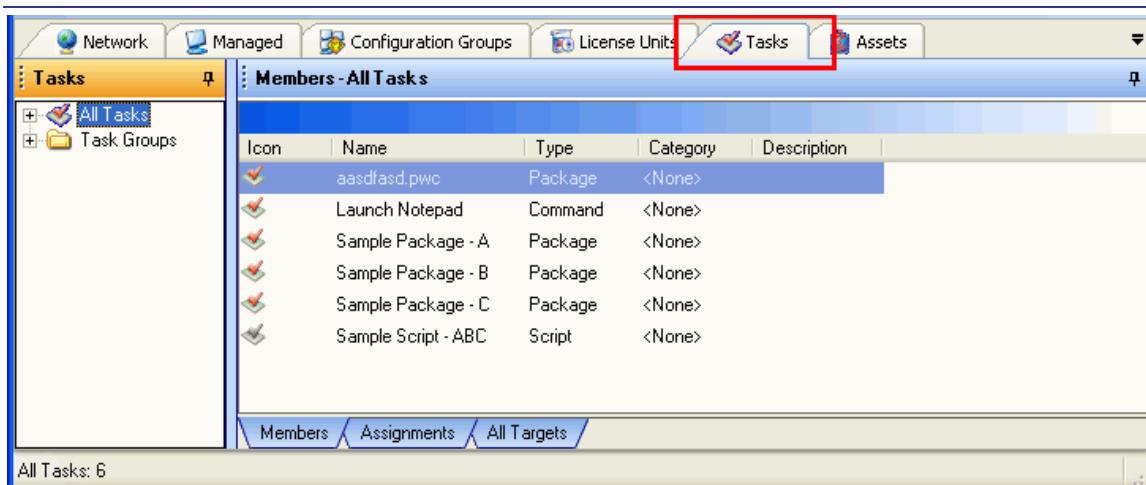 Network Managed Configuration Groups License Units Tasks Assets
Tasks Members - All Tasks
All Tasks
Task Groups
Icon Name Type Category Description
aasdfasd.pwc Package <None>
Launch Notepad Command <None>
Sample Package - A Package <None>
Sample Package - B Package <None>
Sample Package - C Package <None>
Sample Script - ABC Script <None>
Members Assignments All Targets
All Tasks: 6